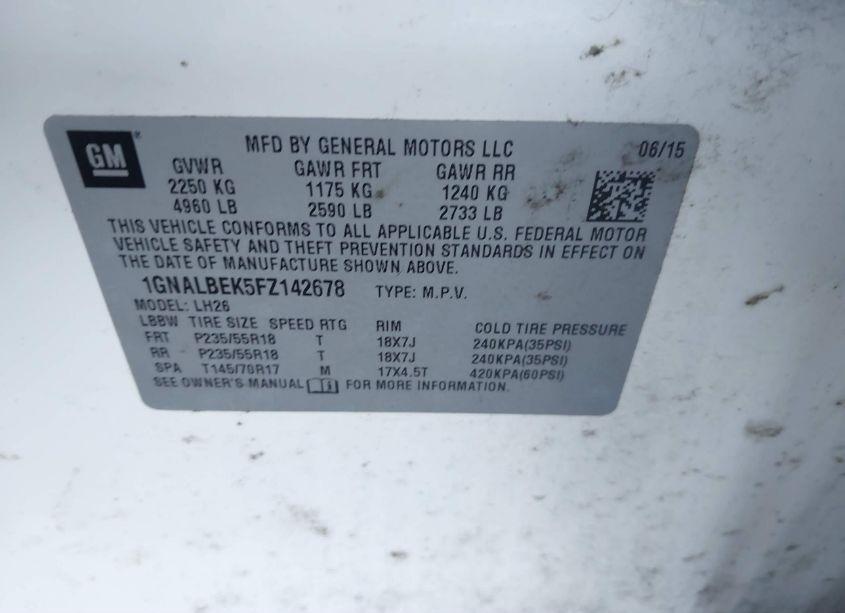 GM
MFD BY GENERAL MOTORS LLC 06/15
GVWR GAWR FRT GAWR RR
2250 KG 1175 KG 1240 KG
4960 LB 2590 LB 2733 LB
THIS VEHICLE CONFORMS TO ALL APPLICABLE U.S. FEDERAL MOTOR
VEHICLE SAFETY AND THEFT PREVENTION STANDARDS IN EFFECT ON
THE DATE OF MANUFACTURE SHOWN ABOVE.
1GNALBEK5FZ142678 TYPE: M.P.V.
MODEL: LH26
LBBW TIRE SIZE SPEED RTG RIM COLD TIRE PRESSURE
FRT P235/55R18 T 18X7J 240KPA(35PSI)
RR P235/55R18 T 18X7J 240KPA(35PSI)
SPA T145/70R17 M 17X4.5T 420KPA(60PSI)
SEE OWNER'S MANUAL FOR MORE INFORMATION.